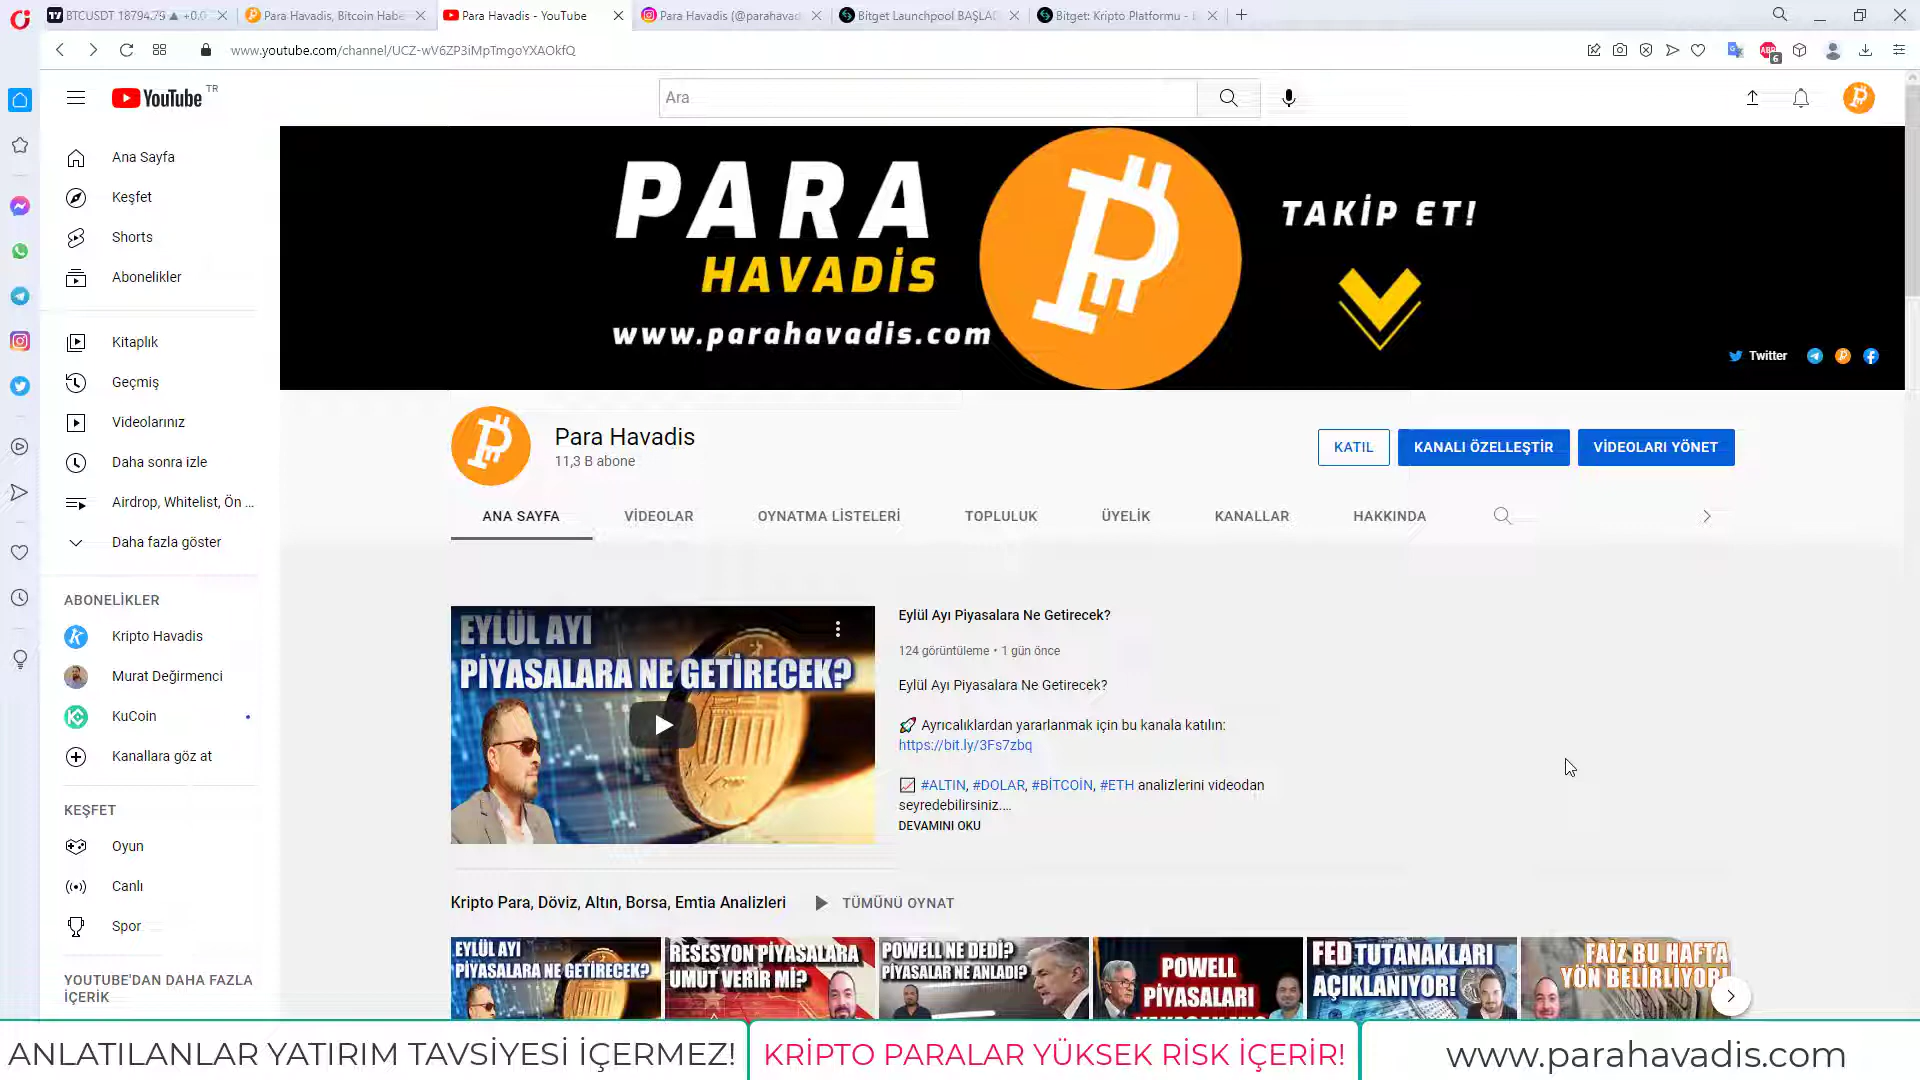 BTCUSDT 18794.79 ▲ +0.0
Para Havadis, Bitcoin Habe
Para Havadis - YouTube
Para Havadis (@parahavad
Bitget Launchpool BAŞLAD
Bitget: Kripto Platformu -
www.youtube.com/channel/UCZ-wV6ZP3iMpTmgoYXAOkfQ
ABP
6
YouTube TR
Ara
Ana Sayfa
Keşfet
Shorts
Abonelikler
Kitaplık
Geçmiş
Videolarınız
Daha sonra izle
Airdrop, Whitelist, Ön ...
Daha fazla göster
ABONELİKLER
Kripto Havadis
Murat Değirmenci
KuCoin
Kanallara göz at
KEŞFET
Oyun
Canlı
Spor
YOUTUBE'DAN DAHA FAZLA
İÇERİK
PARA
HAVADİS
www.parahavadis.com
TAKİP ET!
Twitter
Para Havadis
11,3 B abone
KATIL
KANALI ÖZELLEŞTİR
VİDEOLARI YÖNET
ANA SAYFA
VİDEOLAR
OYNATMA LİSTELERİ
TOPLULUK
ÜYELİK
KANALLAR
HAKKINDA
EYLÜL AYI
PİYASALARA NE GETİRECEK?
Eylül Ayı Piyasalara Ne Getirecek?
124 görüntüleme • 1 gün önce
Eylül Ayı Piyasalara Ne Getirecek?
🚀 Ayrıcalıklardan yararlanmak için bu kanala katılın:
https://bit.ly/3Fs7zbq
📈 #ALTIN, #DOLAR, #BİTCOİN, #ETH analizlerini videodan
seyredebilirsiniz....
DEVAMINI OKU
Kripto Para, Döviz, Altın, Borsa, Emtia Analizleri
TÜMÜNÜ OYNAT
EYLÜL AYI
PİYASALARA NE GETİRECEK?
RESESYON PİYASALARA
UMUT VERİR Mİ?
POWELL NE DEDİ?
PİYASALAR NE ANLADI?
POWELL
PİYASALARI
FED TUTANAKLARI
AÇIKLANIYOR!
FAİZ BU HAFTA
YÖN BELİRLİYOR!
ANLATILANLAR YATIRIM TAVSİYESİ İÇERMEZ!
KRİPTO PARALAR YÜKSEK RİSK İÇERİR!
www.parahavadis.com